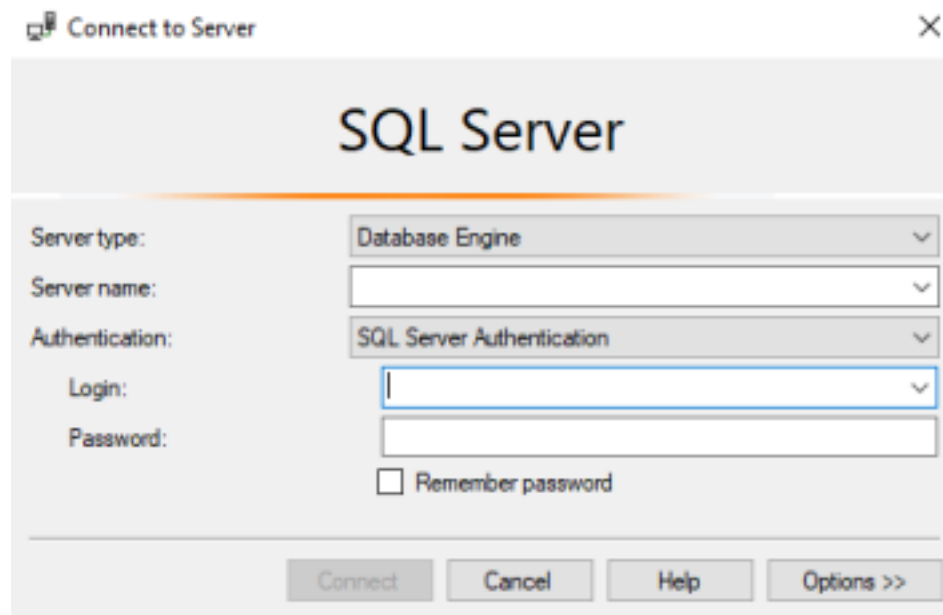 Connect to Server
SQL Server
Server type: Database Engine
Server name:
Authentication: SQL Server Authentication
Login:
Password:
Remember password
Connect Cancel Help Options >>